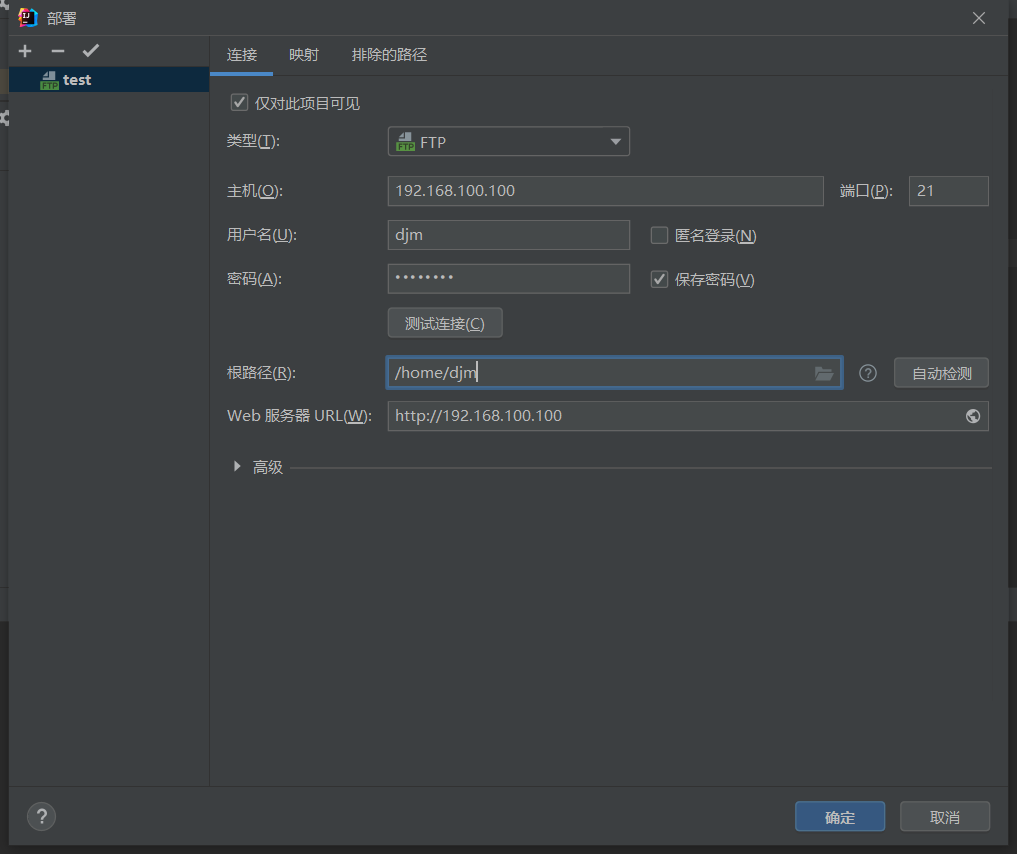 部署
test
连接 映射 排除的路径
仅对此项目可见
类型(T): FTP
主机(O): 192.168.100.100 端口(P): 21
用户名(U): djm 匿名登录(N)
密码(A): •••••••• 保存密码(V)
测试连接(C)
根路径(R): /home/djm 自动检测
Web 服务器 URL(W): http://192.168.100.100
高级
确定 取消